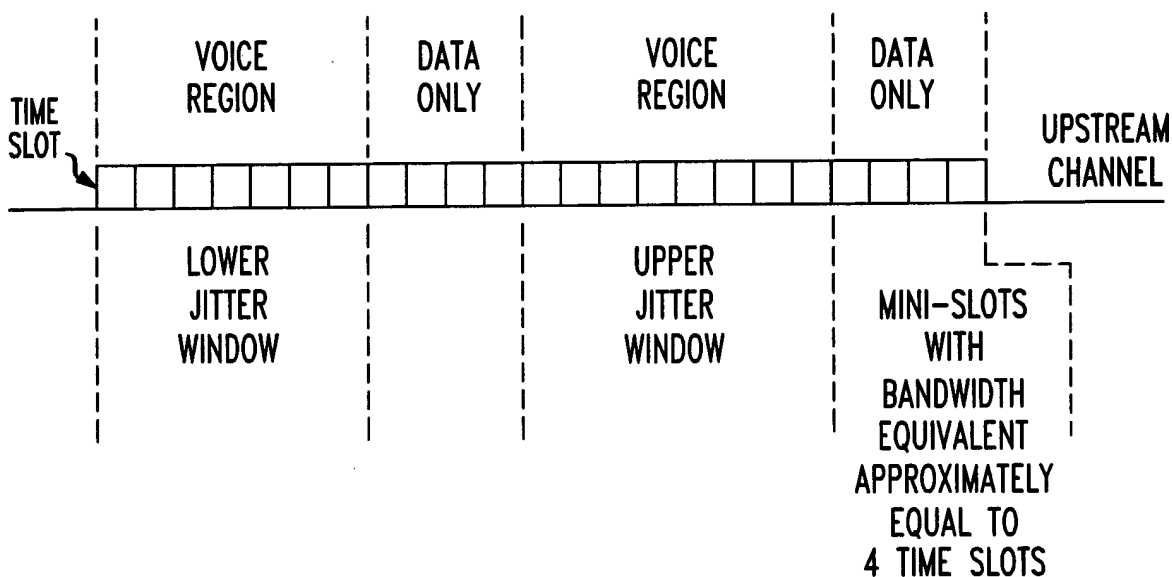 VOICE
REGION
DATA
ONLY
VOICE
REGION
DATA
ONLY
TIME
SLOT
UPSTREAM
CHANNEL
LOWER
JITTER
WINDOW
UPPER
JITTER
WINDOW
MINI-SLOTS
WITH
BANDWIDTH
EQUIVALENT
APPROXIMATELY
EQUAL TO
4 TIME SLOTS